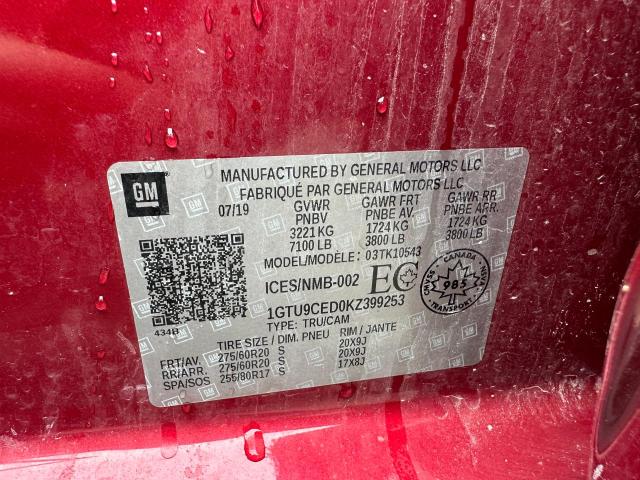 GM
MANUFACTURED BY GENERAL MOTORS LLC
FABRIQUÉ PAR GENERAL MOTORS LLC
07/19 GVWR GAWR FRT GAWR RR
PNBV PNBE AV. PNBE ARR.
3221 KG 1724 KG 1724 KG
7100 LB 3800 LB 3800 LB
MODEL/MODÈLE: 03TK10543
ICES/NMB-002 EC
CANADA
985
TRANSPORT
1GTU9CED0KZ399253
434B TYPE: TRU/CAM
TIRE SIZE / DIM. PNEU RIM / JANTE
FRT/AV. 275/60R20 S 20X9J
RR/ARR. 275/60R20 S 20X9J
SPA/SOS 255/80R17 S 17X8J